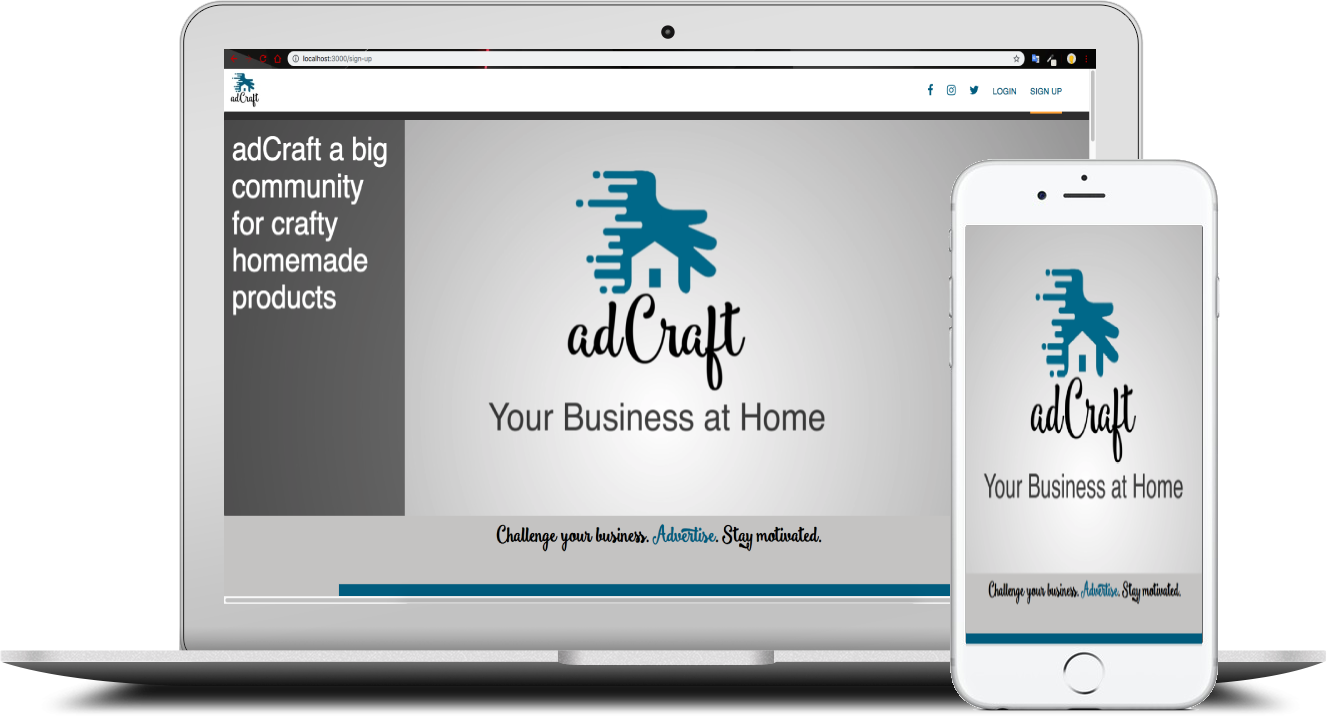 localhost:3000/sign-up
adCraft
LOGIN
SIGN UP
adCraft a big
community
for crafty
homemade
products
adCraft
Your Business at Home
Challenge your business. Advertise. Stay motivated.
adCraft
Your Business at Home
Challenge your business. Advertise. Stay motivated.